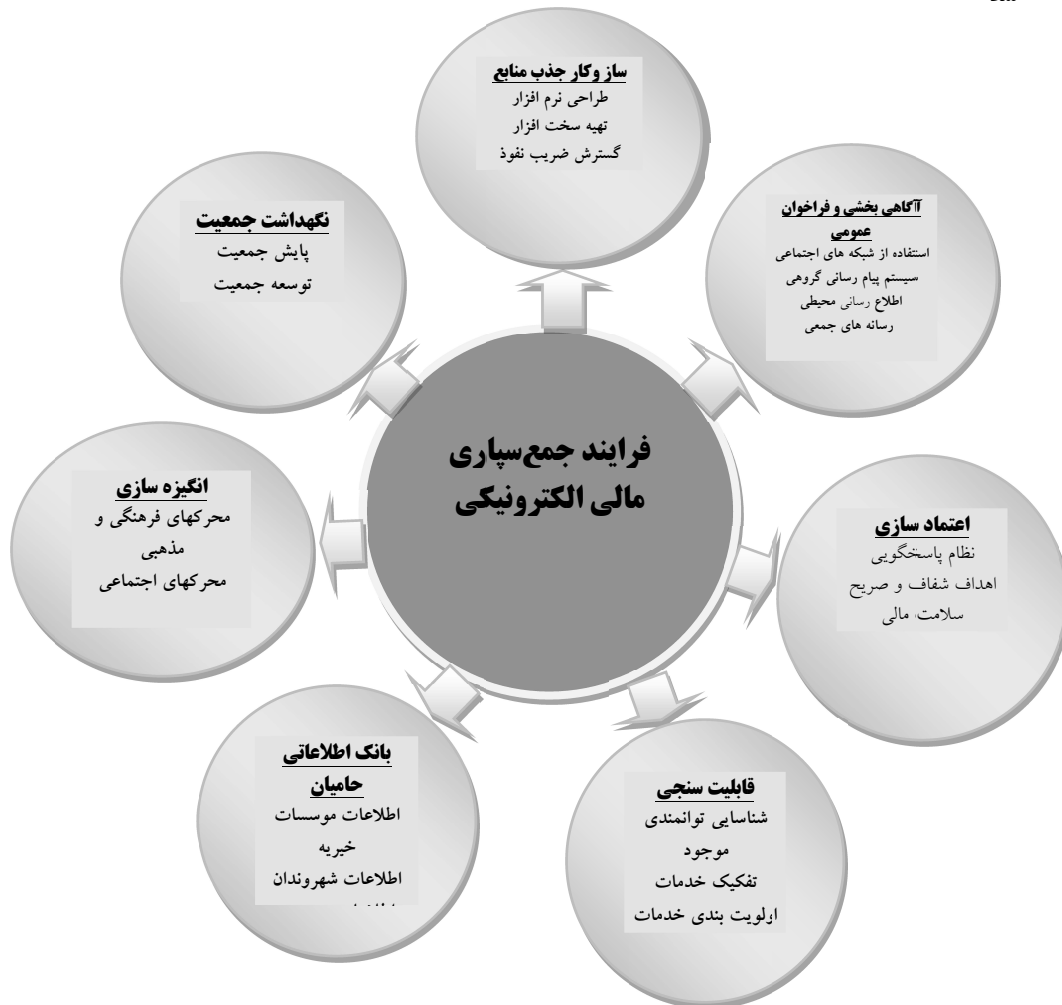 ساز وکار جذب منابع
طراحی نرم افزار
تهیه سخت افزار
گسترش ضریب نفوذ
آگاهی بخشی و فراخوان
عمومی
استفاده از شبکه های اجتماعی
سیستم پیام رسانی گروهی
اطلاع رسانی محیطی
رسانه های جمعی
نگهداشت جمعیت
پایش جمعیت
توسعه جمعیت
فرایند جمع‌سپاری
مالی الکترونیکی
انگیزه سازی
محرکهای فرهنگی و
مذهبی
محرکهای اجتماعی
اعتماد سازی
نظام پاسخگویی
اهداف شفاف و صریح
سلامت مالی
بانک اطلاعاتی
حامیان
اطلاعات موسسات
خیریه
اطلاعات شهروندان
قابلیت سنجی
شناسایی توانمندی
موجود
تفکیک خدمات
اولویت بندی خدمات